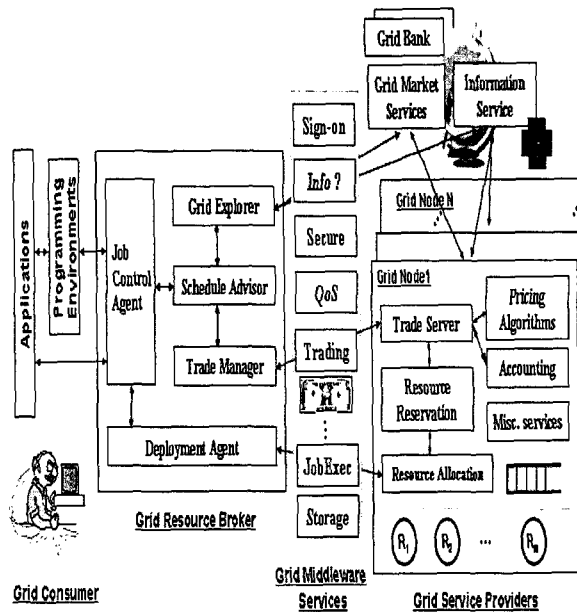 Grid Bank
Grid Market
Services
Information
Service
Sign-on
Info ?
Secure
QoS
Trading
JobExec
Storage
Applications
Programming
Environments
Job
Control
Agent
Grid Explorer
Schedule Advisor
Trade Manager
Deployment Agent
Grid Node N
Grid Node1
Trade Server
Pricing
Algorithms
Accounting
Resource
Reservation
Misc. services
Resource Allocation
R1
R2
...
Grid Resource Broker
Grid Consumer
Grid Middleware
Services
Grid Service Providers